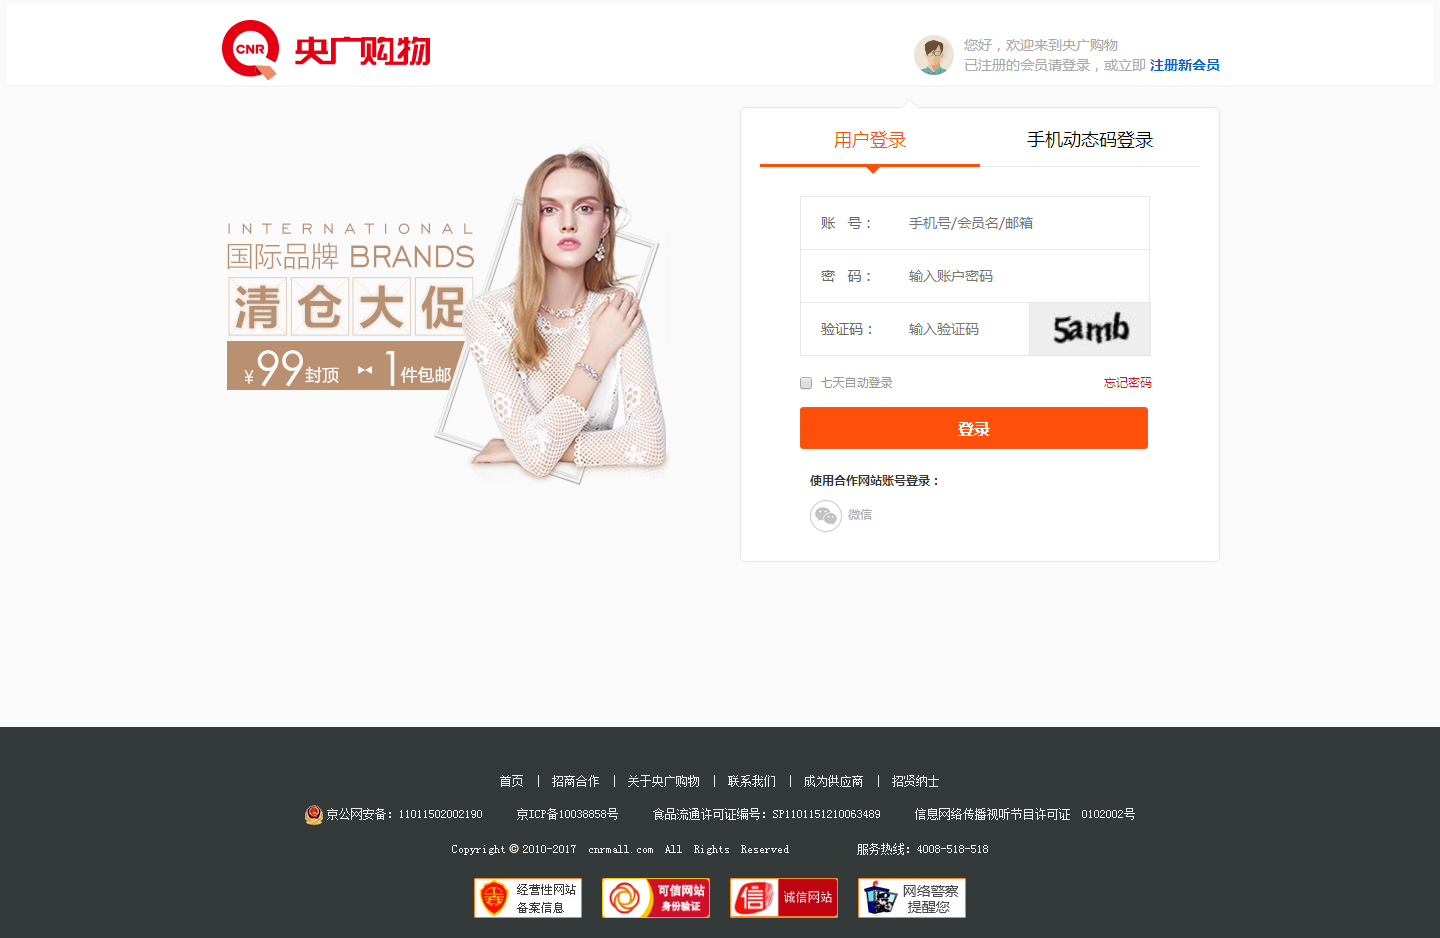 CNR 央广购物
您好，欢迎来到央广购物
已注册的会员请登录，或立即 注册新会员
INTERNATIONAL
国际品牌 BRANDS
清仓大促
¥99封顶 1件包邮
用户登录 手机动态码登录
账 号： 手机号/会员名/邮箱
密 码： 输入账户密码
验证码： 输入验证码 5amb
七天自动登录 忘记密码
登录
使用合作网站账号登录：
微信
首页 | 招商合作 | 关于央广购物 | 联系我们 | 成为供应商 | 招贤纳士
京公网安备：11011502002190 京ICP备10038858号 食品流通许可证编号：SP1101151210063489 信息网络传播视听节目许可证 0102002号
Copyright © 2010-2017 cnrmall.com All Rights Reserved 服务热线：4008-518-518
经营性网站 备案信息
可信网站 身份验证
信 诚信网站
网络警察 提醒您